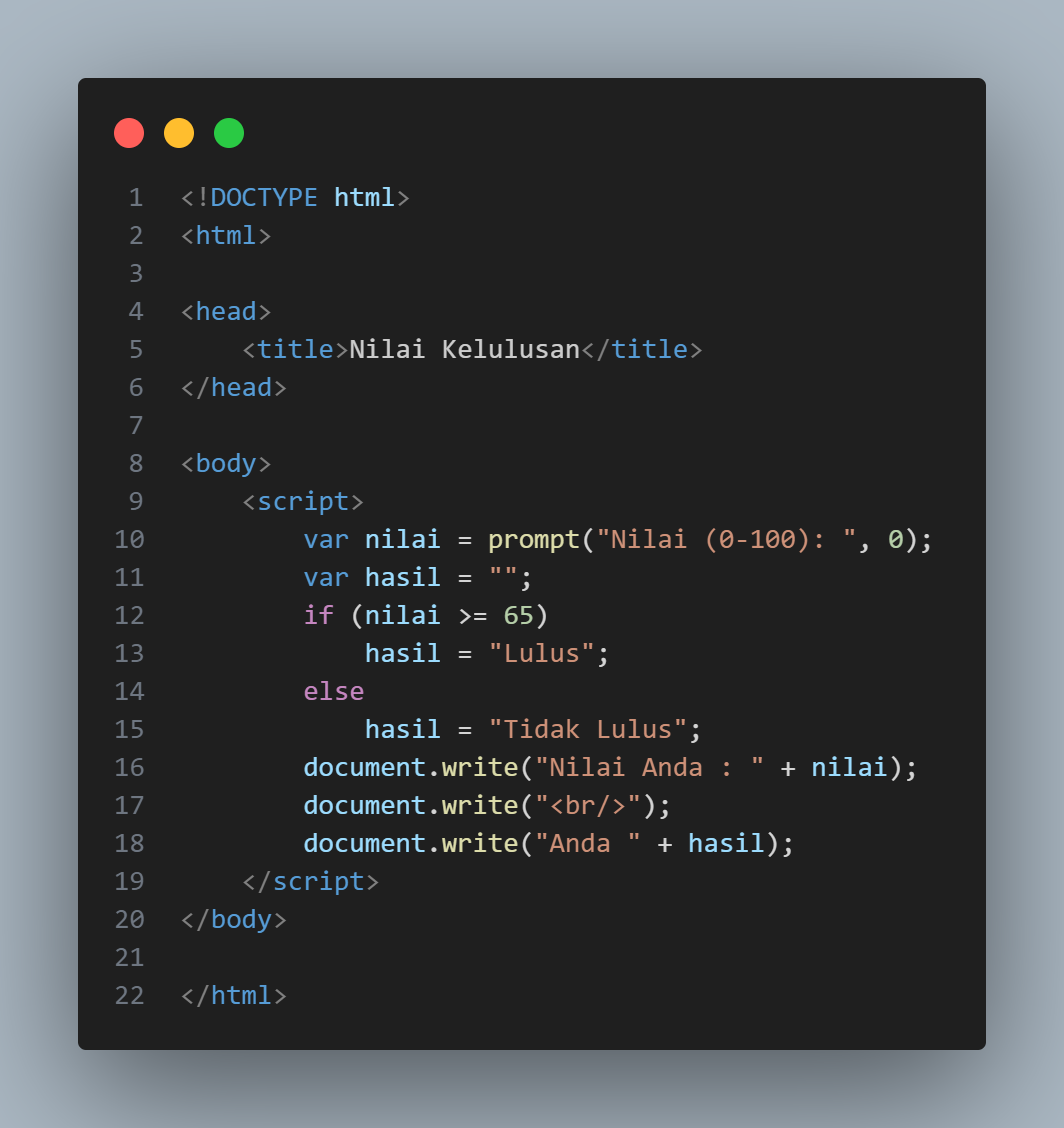 1 <!DOCTYPE html>
2 <html>
3
4 <head>
5     <title>Nilai Kelulusan</title>
6 </head>
7
8 <body>
9     <script>
10         var nilai = prompt("Nilai (0-100): ", 0);
11         var hasil = "";
12         if (nilai >= 65)
13             hasil = "Lulus";
14         else
15             hasil = "Tidak Lulus";
16         document.write("Nilai Anda : " + nilai);
17         document.write("<br/>");
18         document.write("Anda " + hasil);
19     </script>
20 </body>
21
22 </html>